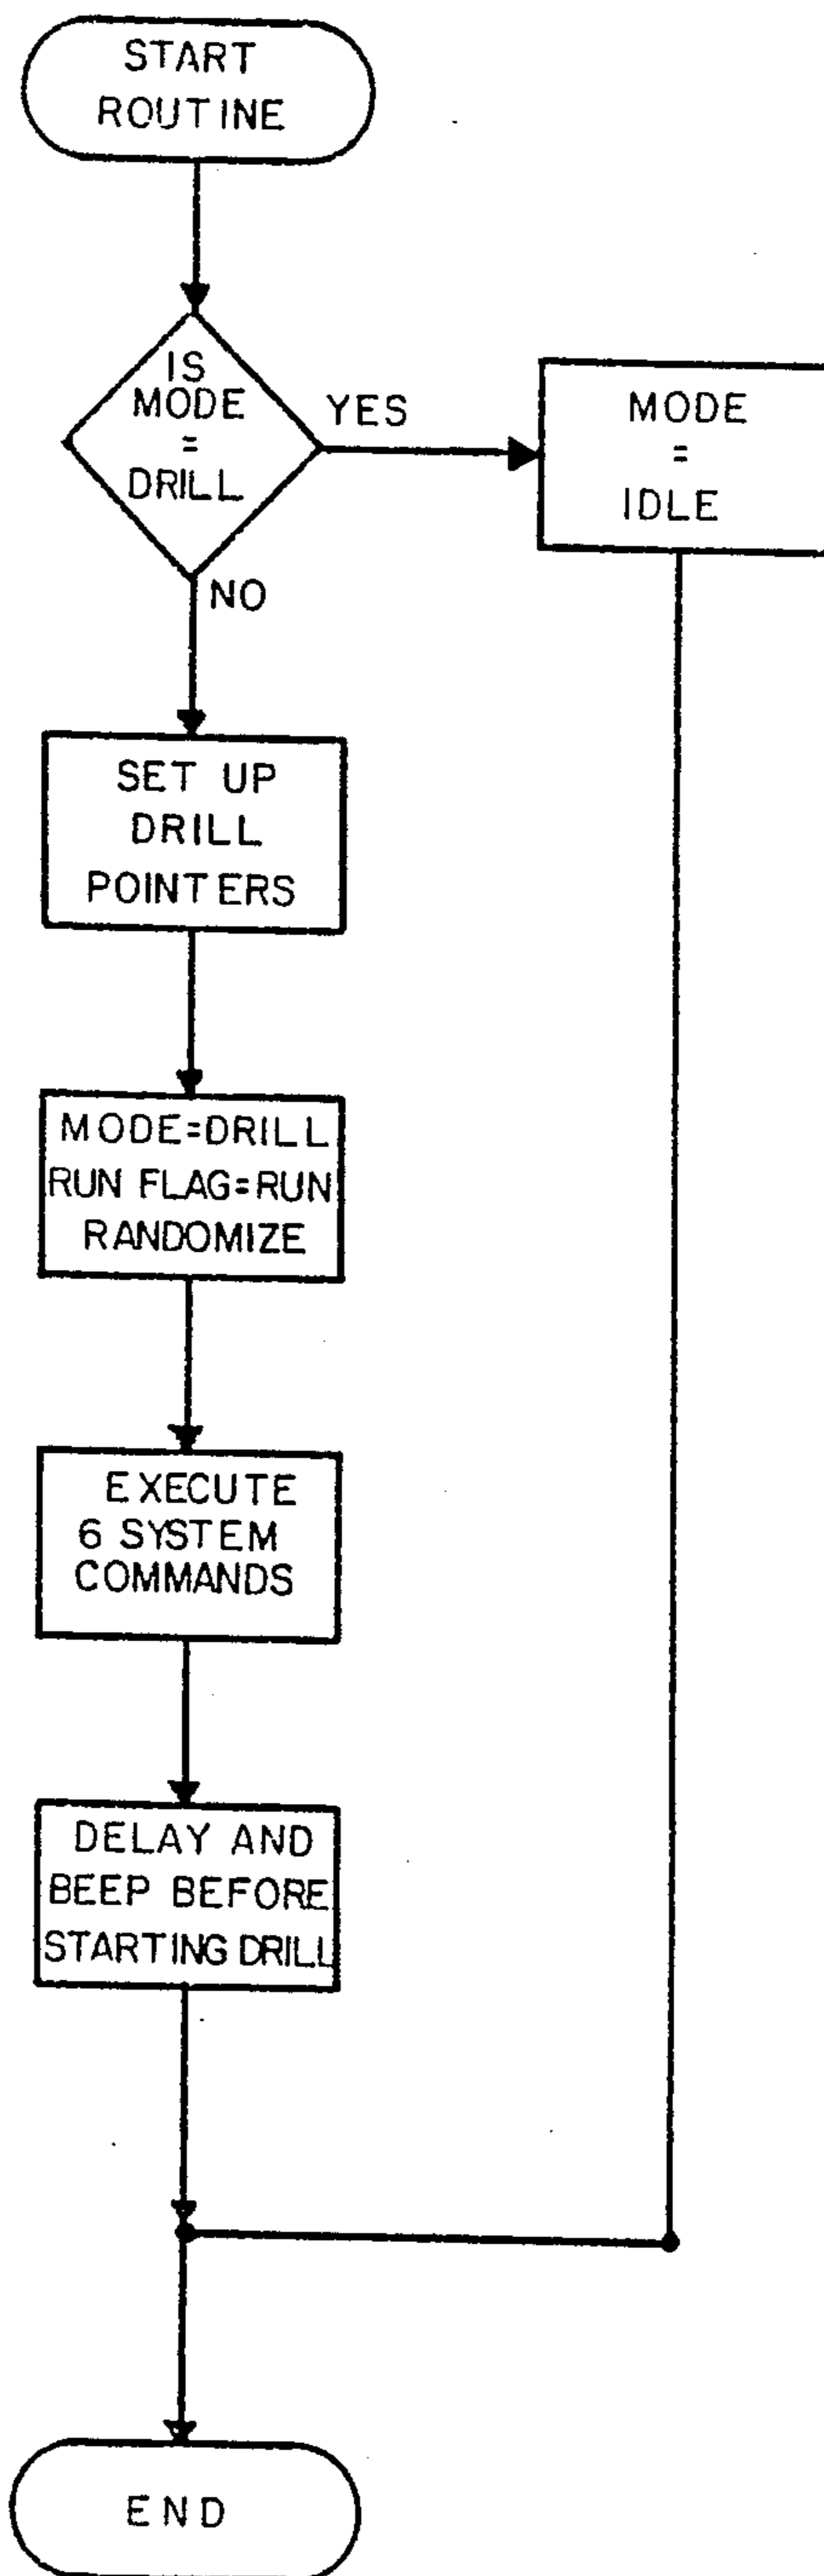 START
ROUTINE
IS
MODE
=
DRILL
YES
MODE
=
IDLE
NO
SET UP
DRILL
POINTERS
MODE=DRILL
RUN FLAG=RUN
RANDOMIZE
EXECUTE
6 SYSTEM
COMMANDS
DELAY AND
BEEP BEFORE
STARTING DRILL
END